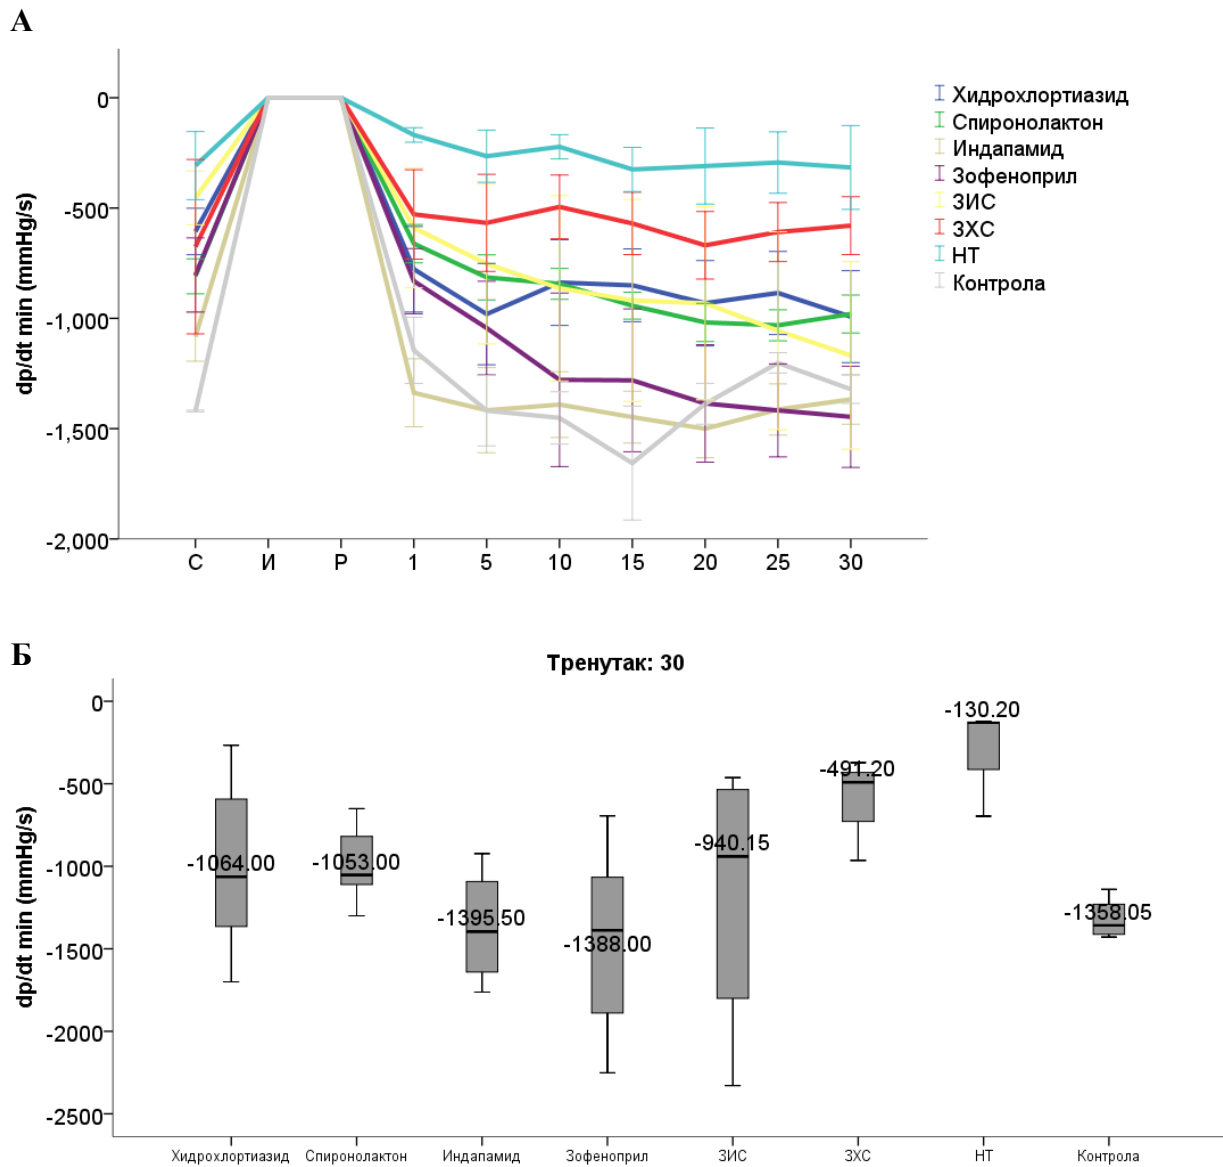 А
dp/dt min (mmHg/s)
0
-500
-1,000
-1,500
-2,000
С И Р 1 5 10 15 20 25 30
Хидрохлортиазид
Спиронолактон
Индапамид
Зофеноприл
ЗИС
ЗХС
НТ
Контрола
Б
Тренутак: 30
dp/dt min (mmHg/s)
0
-500
-1000
-1500
-2000
-2500
-1064.00 -1053.00 -1395.50 -1388.00 -940.15 -491.20 -130.20 -1358.05
Хидрохлортиазид Спиронолактон Индапамид Зофеноприл ЗИС ЗХС НТ Контрола